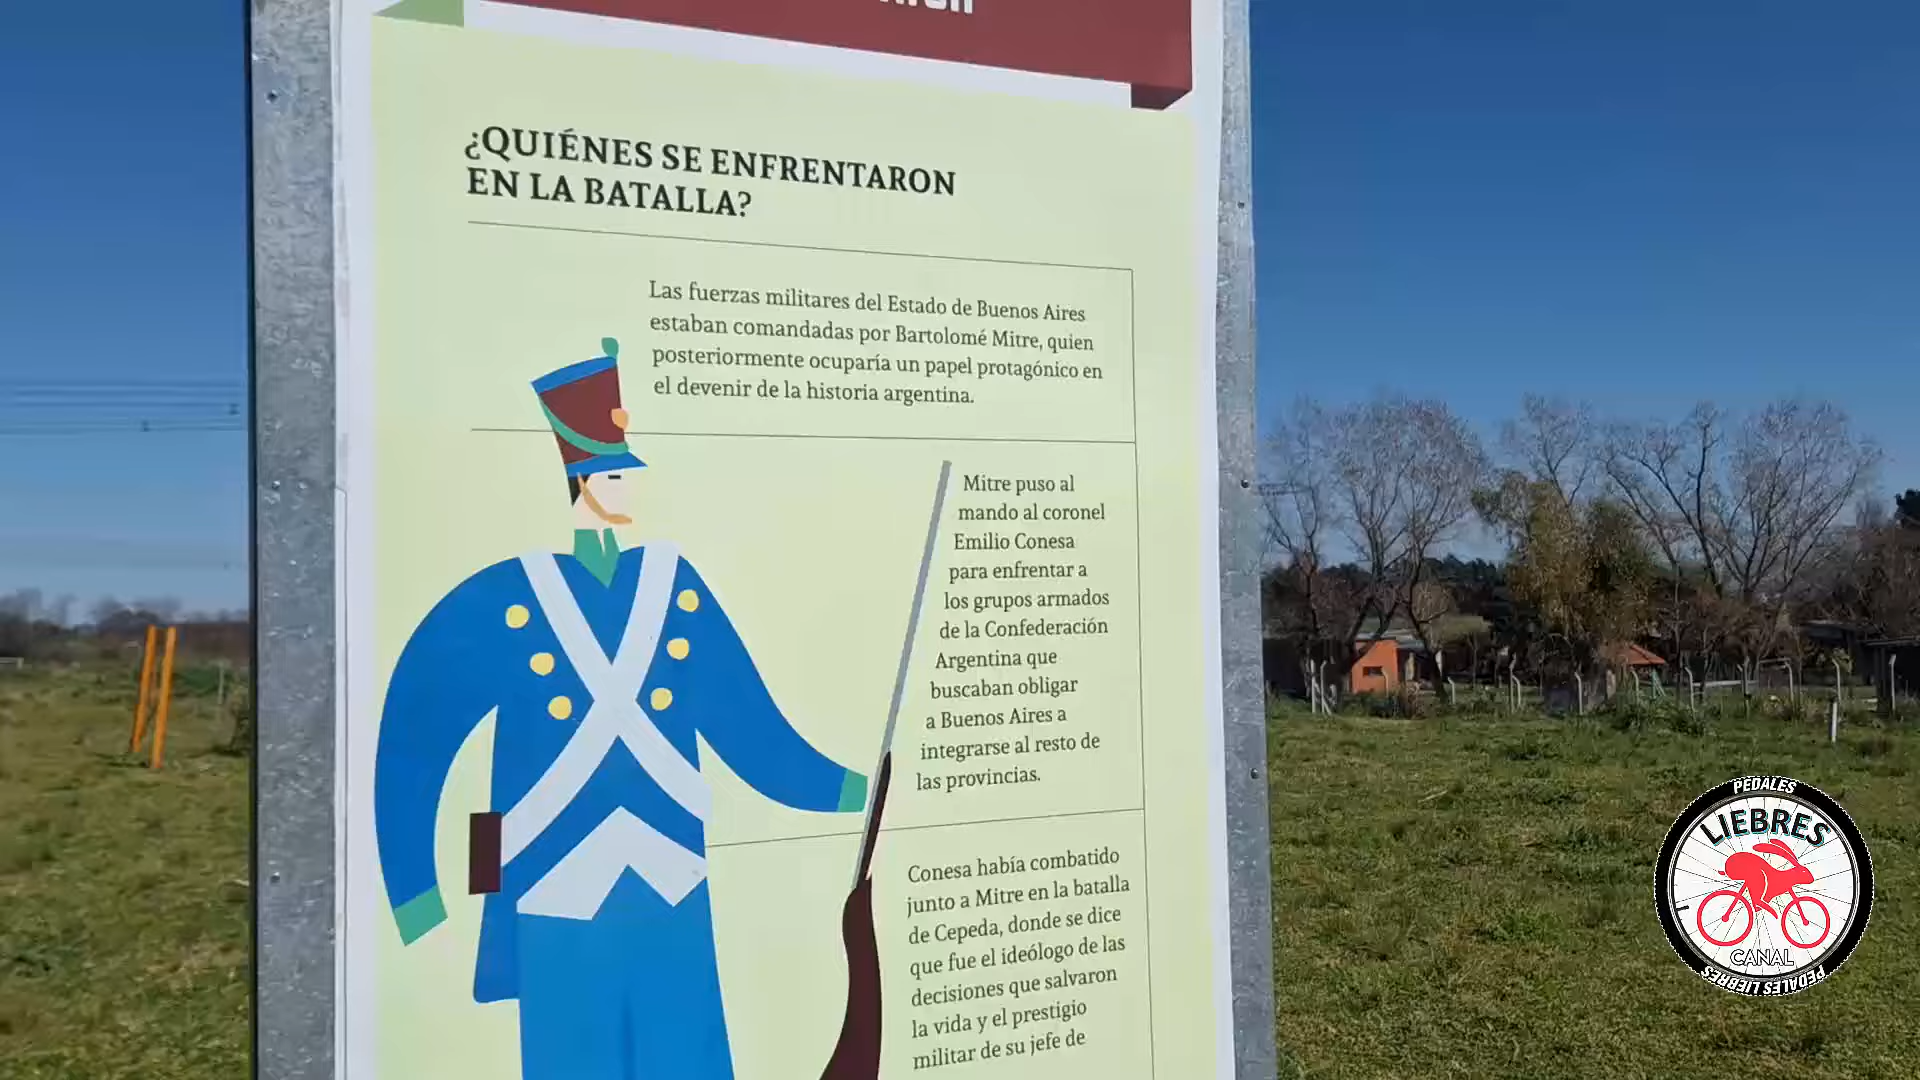 ¿QUIÉNES SE ENFRENTARON
EN LA BATALLA?
Las fuerzas militares del Estado de Buenos Aires
estaban comandadas por Bartolomé Mitre, quien
posteriormente ocuparía un papel protagónico en
el devenir de la historia argentina.
Mitre puso al
mando al coronel
Emilio Conesa
para enfrentar a
los grupos armados
de la Confederación
Argentina que
buscaban obligar
a Buenos Aires a
integrarse al resto de
las provincias.
Conesa había combatido
junto a Mitre en la batalla
de Cepeda, donde se dice
que fue el ideólogo de las
decisiones que salvaron
la vida y el prestigio
militar de su jefe de
PEDALES
LIEBRES
CANAL
PEDALES LIEBRES